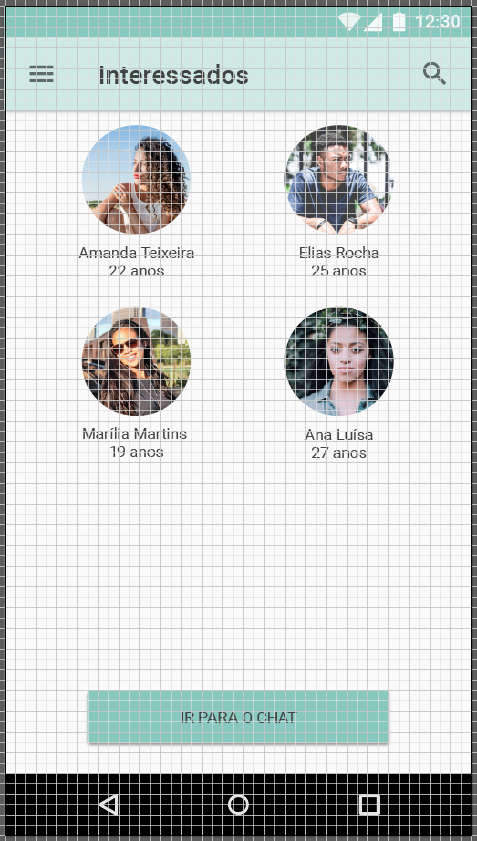 12:30
Interessados
Amanda Teixeira
22 anos
Elias Rocha
25 anos
Marília Martins
19 anos
Ana Luísa
27 anos
IR PARA O CHAT